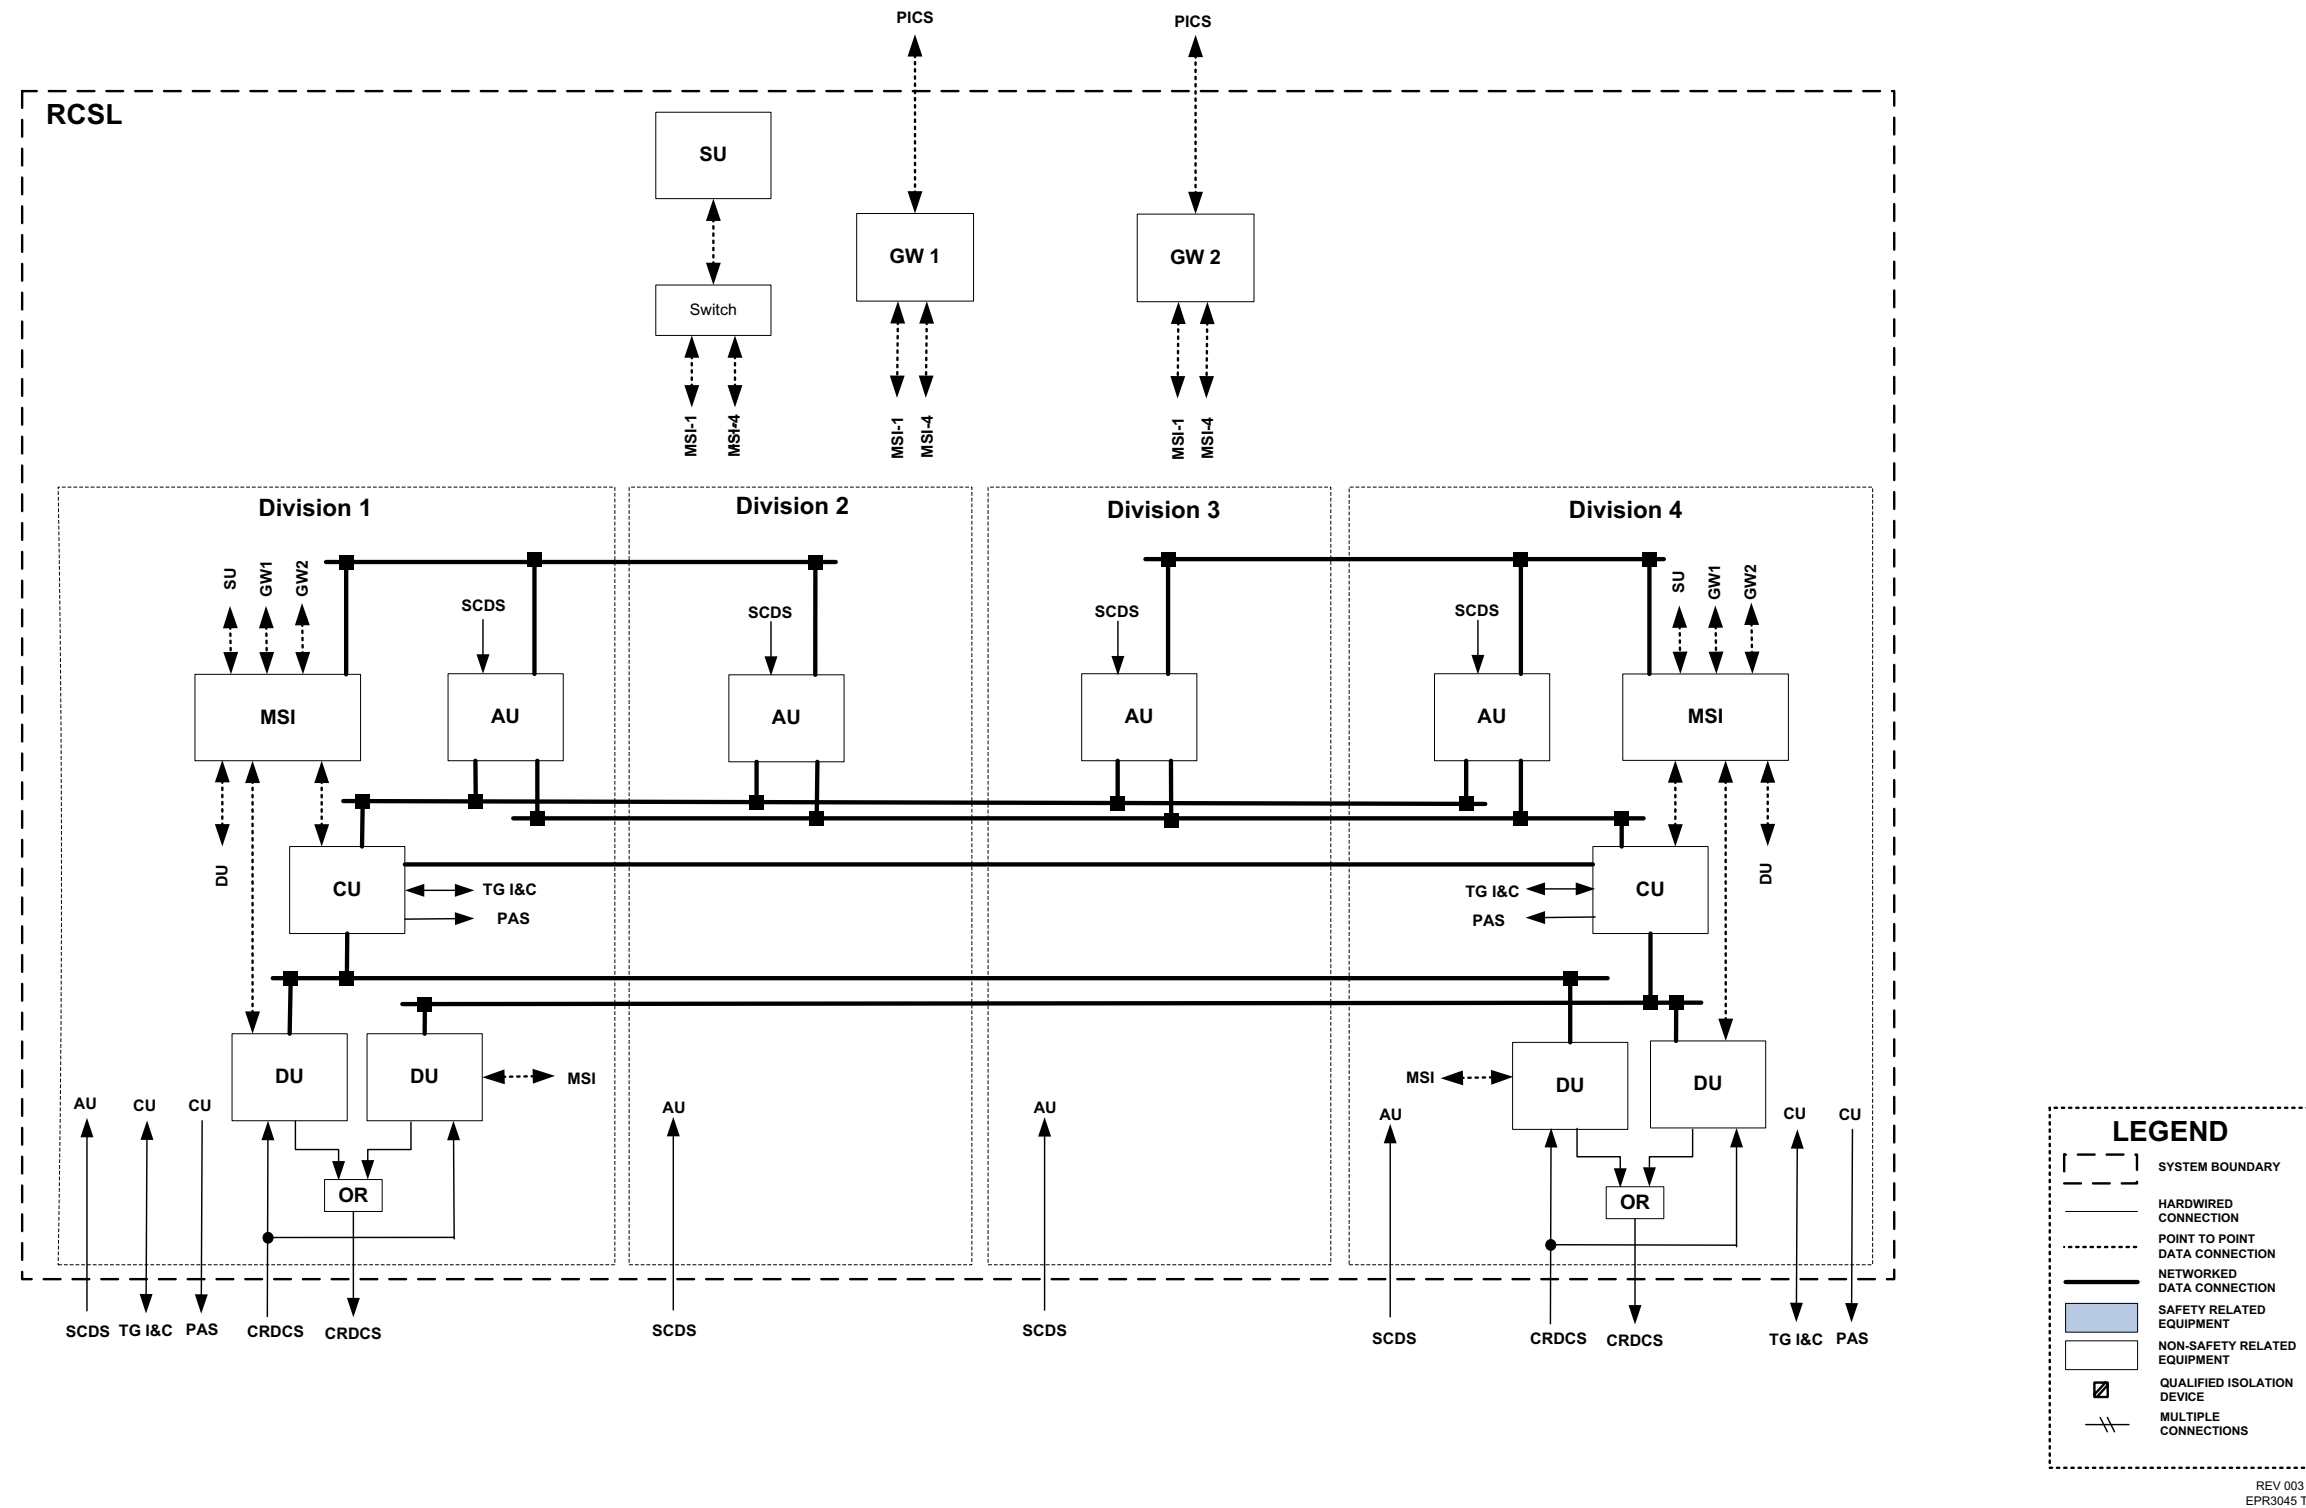 PICS
PICS
RCSL
SU
GW 1
GW 2
Switch
MSI-1
MSI-4
MSI-1
MSI-4
MSI-1
MSI-4
Division 1
Division 2
Division 3
Division 4
SU
GW1
GW2
SCDS
SCDS
SCDS
SCDS
SU
GW1
GW2
MSI
AU
AU
AU
AU
MSI
DU
CU
TG I&C
PAS
TG I&C
PAS
CU
DU
DU
DU
MSI
MSI
DU
DU
AU
CU
CU
AU
AU
AU
CU
CU
OR
OR
SCDS
TG I&C
PAS
CRDCS
CRDCS
SCDS
SCDS
SCDS
CRDCS
CRDCS
TG I&C
PAS
LEGEND
SYSTEM BOUNDARY
HARDWIRED
CONNECTION
POINT TO POINT
DATA CONNECTION
NETWORKED
DATA CONNECTION
SAFETY RELATED
EQUIPMENT
NON-SAFETY RELATED
EQUIPMENT
QUALIFIED ISOLATION
DEVICE
MULTIPLE
CONNECTIONS
REV 003
EPR3045 T